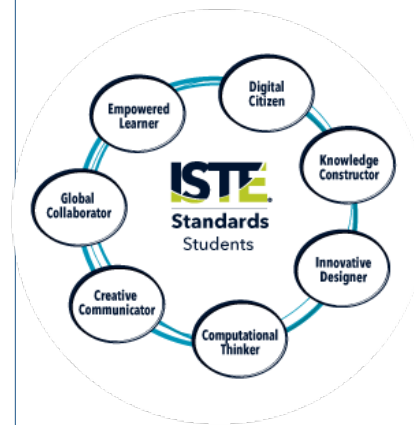 Digital
Citizen
Empowered
Learner
Knowledge
Constructor
ISTE®
Global
Collaborator
Standards
Students
Innovative
Designer
Creative
Communicator
Computational
Thinker